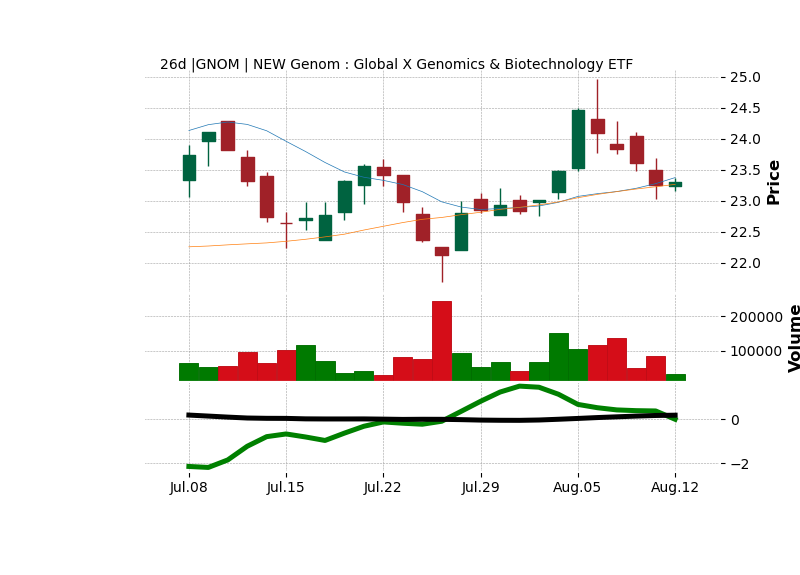 26d |GNOM | NEW Genom : Global X Genomics & Biotechnology ETF
25.0
24.5
24.0
23.5
23.0
22.5
22.0
Price
200000
100000
Volume
0
−2
Jul.08 Jul.15 Jul.22 Jul.29 Aug.05 Aug.12